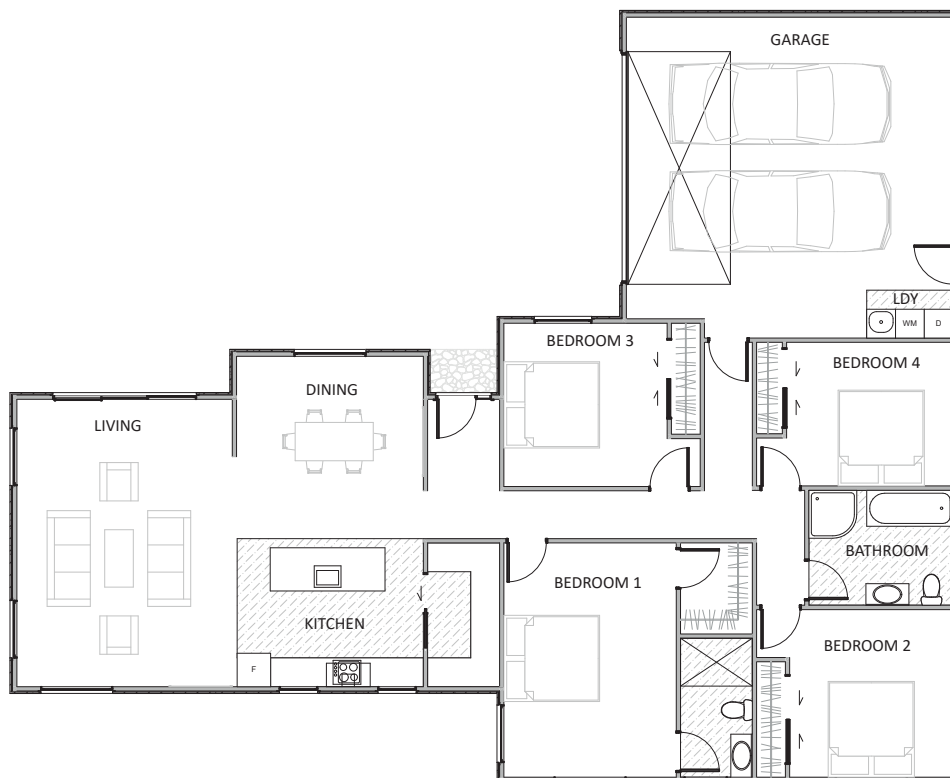 GARAGE
LDY
WM
D
BEDROOM 3
BEDROOM 4
DINING
LIVING
BATHROOM
BEDROOM 1
KITCHEN
BEDROOM 2
F